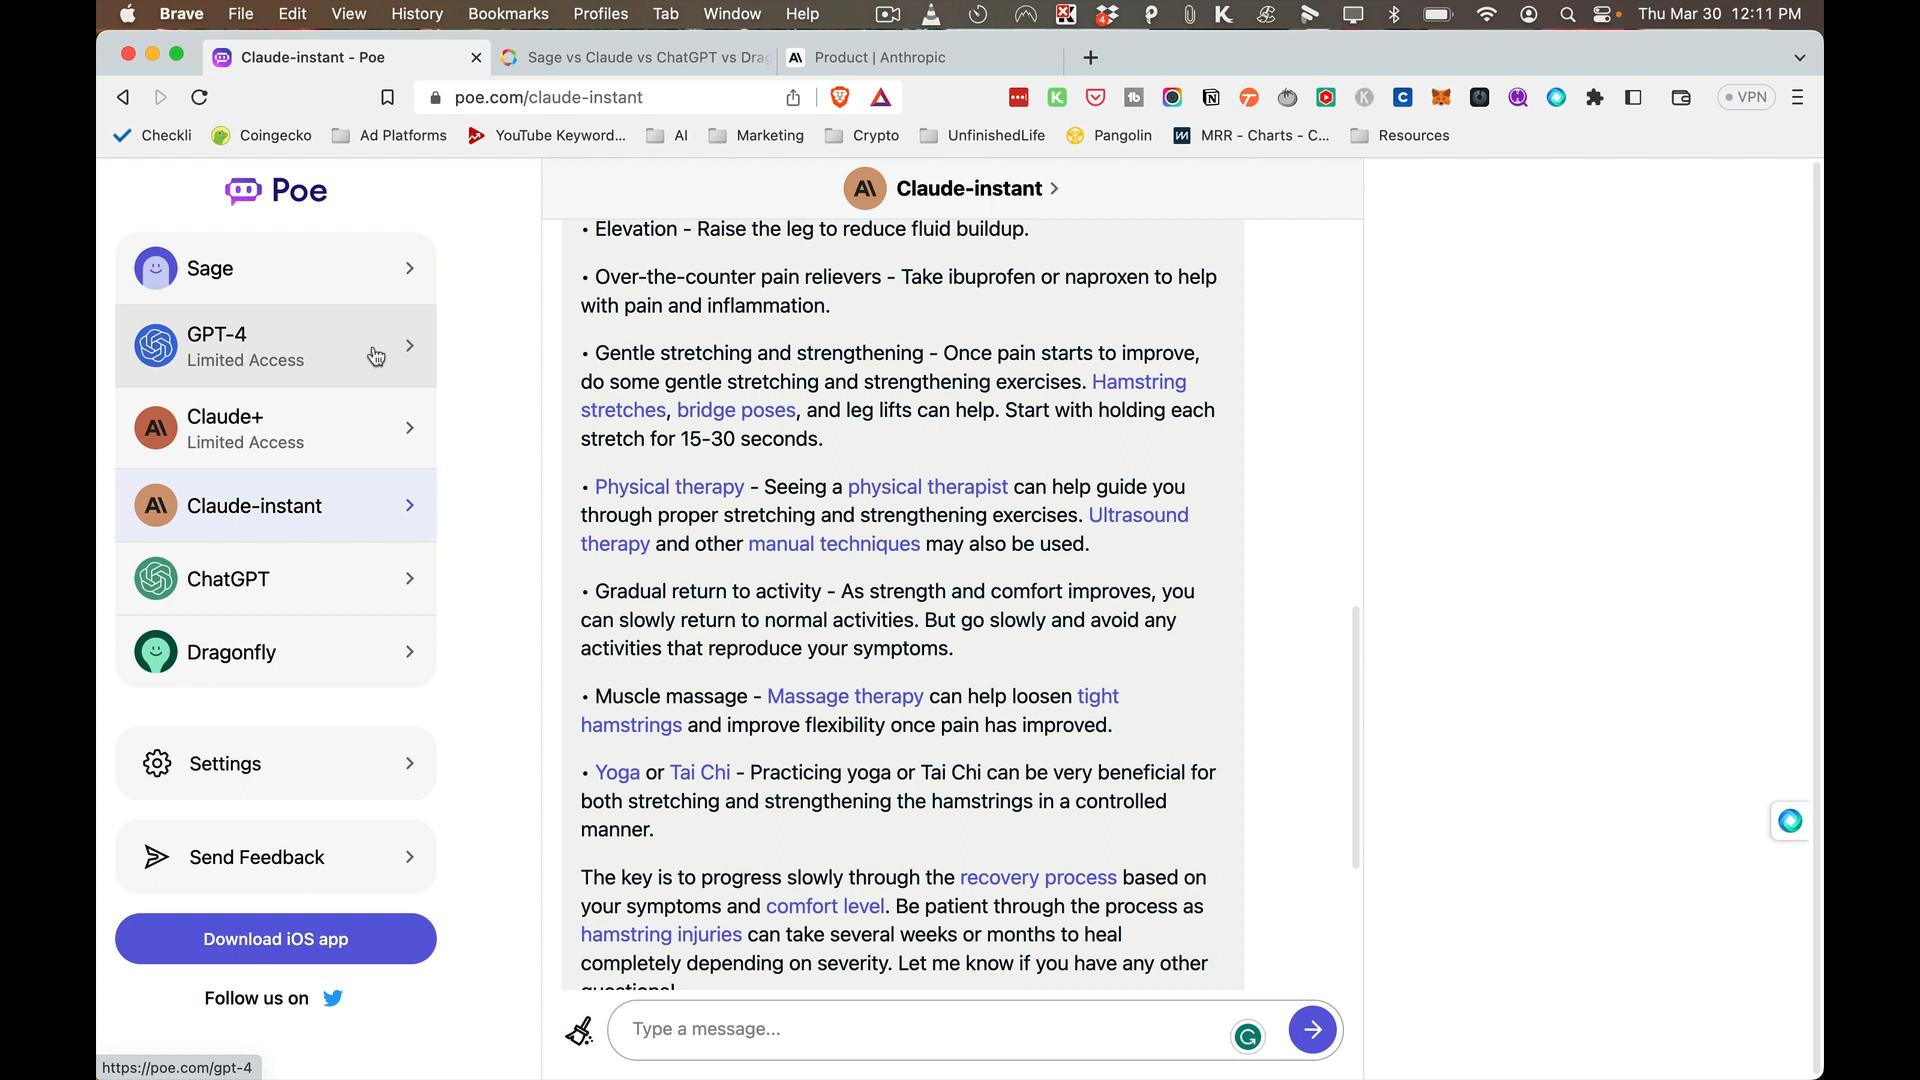 Brave File Edit View History Bookmarks Profiles Tab Window Help 4 Thu Mar 30 12:11 PM
Claude-instant - Poe Sage vs Claude vs ChatGPT vs Drag Product | Anthropic
poe.com/claude-instant VPN
Checkli Coingecko Ad Platforms YouTube Keyword... AI Marketing Crypto UnfinishedLife Pangolin MRR - Charts - C... Resources
Poe
Sage
GPT-4
Limited Access
Claude+
Limited Access
Claude-instant
ChatGPT
Dragonfly
Settings
Send Feedback
Download iOS app
Follow us on
https://poe.com/gpt-4
Claude-instant
• Elevation - Raise the leg to reduce fluid buildup.
• Over-the-counter pain relievers - Take ibuprofen or naproxen to help
with pain and inflammation.
• Gentle stretching and strengthening - Once pain starts to improve,
do some gentle stretching and strengthening exercises. Hamstring
stretches, bridge poses, and leg lifts can help. Start with holding each
stretch for 15-30 seconds.
• Physical therapy - Seeing a physical therapist can help guide you
through proper stretching and strengthening exercises. Ultrasound
therapy and other manual techniques may also be used.
• Gradual return to activity - As strength and comfort improves, you
can slowly return to normal activities. But go slowly and avoid any
activities that reproduce your symptoms.
• Muscle massage - Massage therapy can help loosen tight
hamstrings and improve flexibility once pain has improved.
• Yoga or Tai Chi - Practicing yoga or Tai Chi can be very beneficial for
both stretching and strengthening the hamstrings in a controlled
manner.
The key is to progress slowly through the recovery process based on
your symptoms and comfort level. Be patient through the process as
hamstring injuries can take several weeks or months to heal
completely depending on severity. Let me know if you have any other
questions!
Type a message...